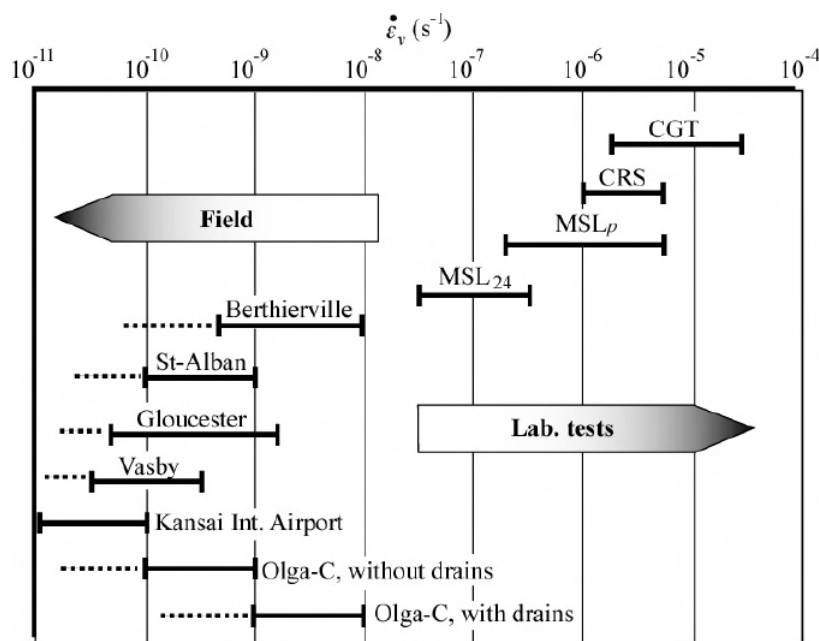 ε̇ᵥ (s⁻¹)
10⁻¹¹ 10⁻¹⁰ 10⁻⁹ 10⁻⁸ 10⁻⁷ 10⁻⁶ 10⁻⁵ 10⁻⁴
CGT
CRS
Field
MSLp
MSL₂₄
Berthierville
St-Alban
Gloucester
Lab. tests
Vasby
Kansai Int. Airport
Olga-C, without drains
Olga-C, with drains